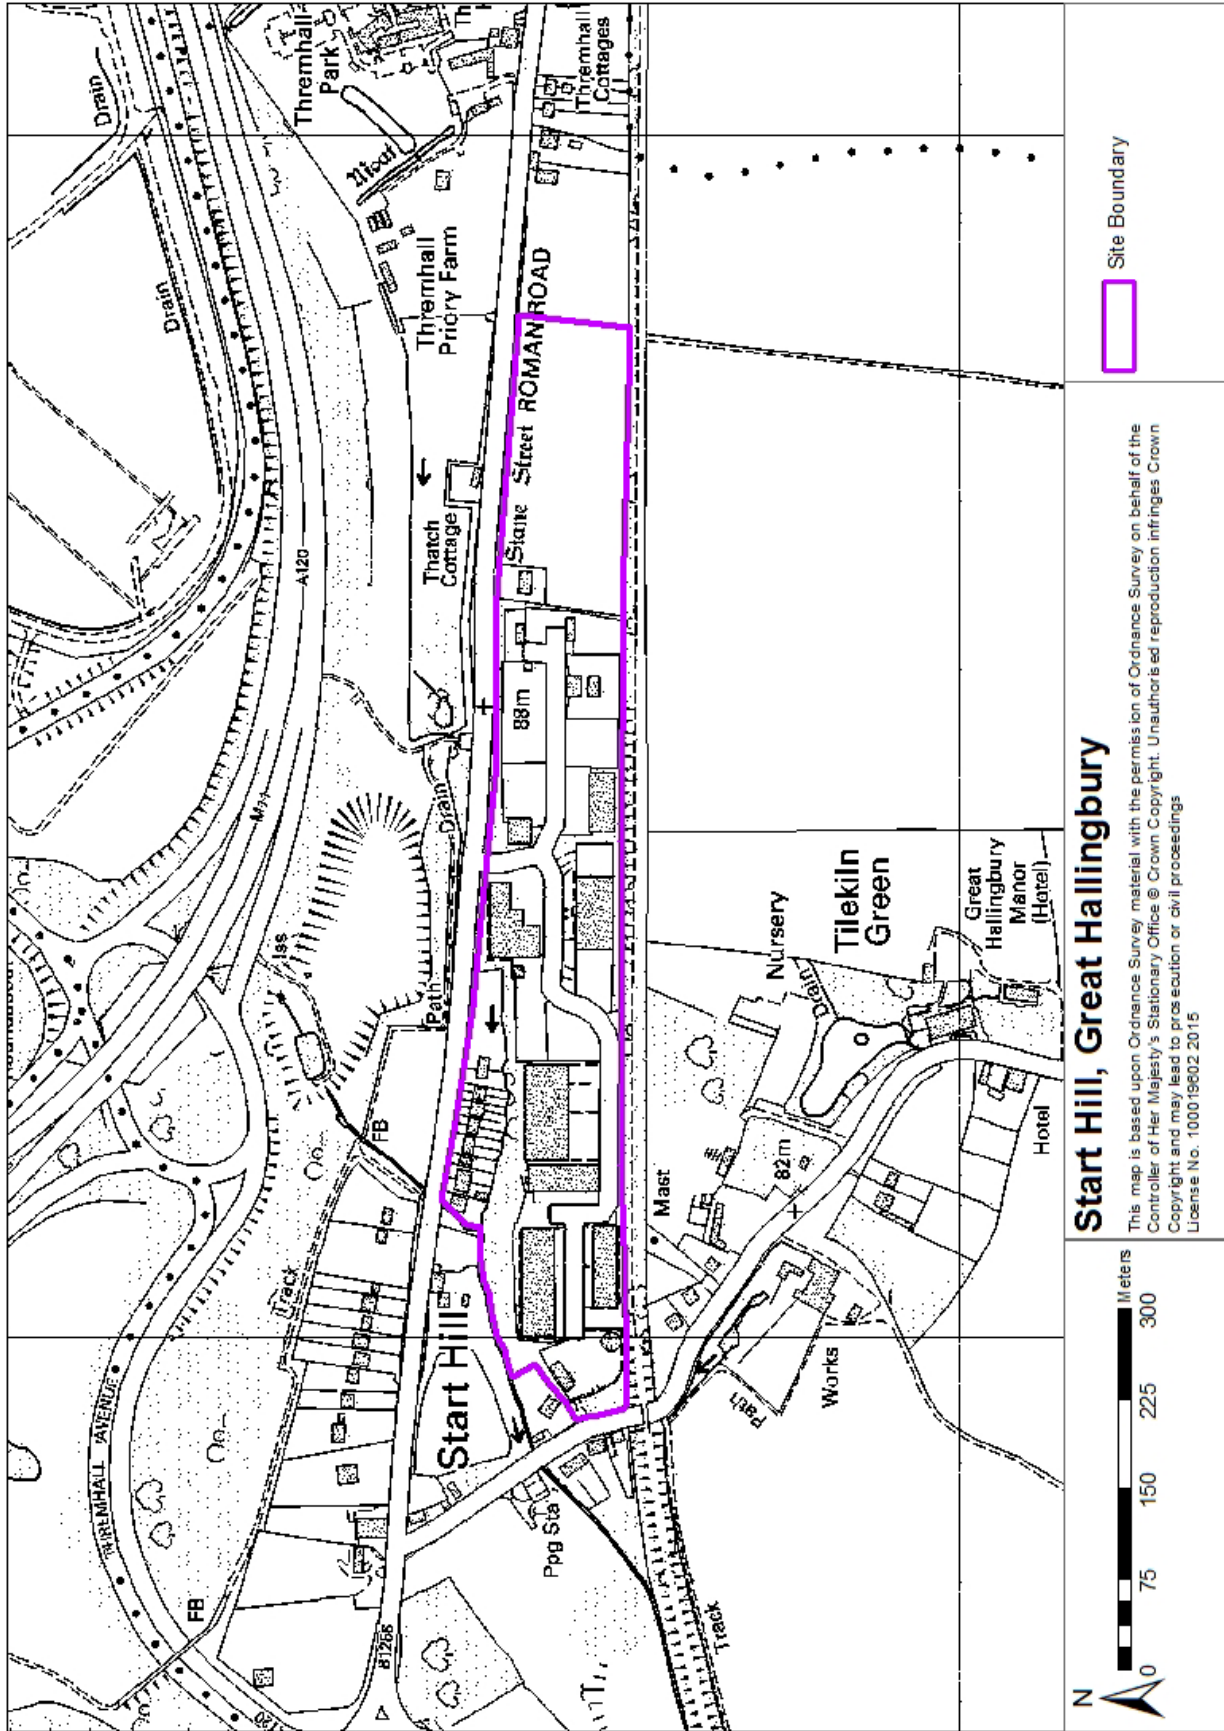 Drain
Drain
Thremhall
Park
Moat
Thremhall
Cottages
Thremhall
Priory Farm
Thatch
Cottage
Stane Street ROMAN ROAD
A120
M11
88m
Drain
Path
Iss
FB
Track
THREMHALL AVENUE
FB
Start Hill
B1256
Ppg Sta
Track
Path
Works
Mast
82m
Nursery
Drain
Tilekiln
Green
Great
Hallingbury
Manor
(Hotel)
Hotel
Start Hill, Great Hallingbury
This map is based upon Ordnance Survey material with the permission of Ordnance Survey on behalf of the
Controller of Her Majesty's Stationary Office © Crown Copyright. Unauthorised reproduction infringes Crown
Copyright and may lead to prosecution or civil proceedings
License No. 100019602 2015
Site Boundary
N
0 75 150 225 300
Meters